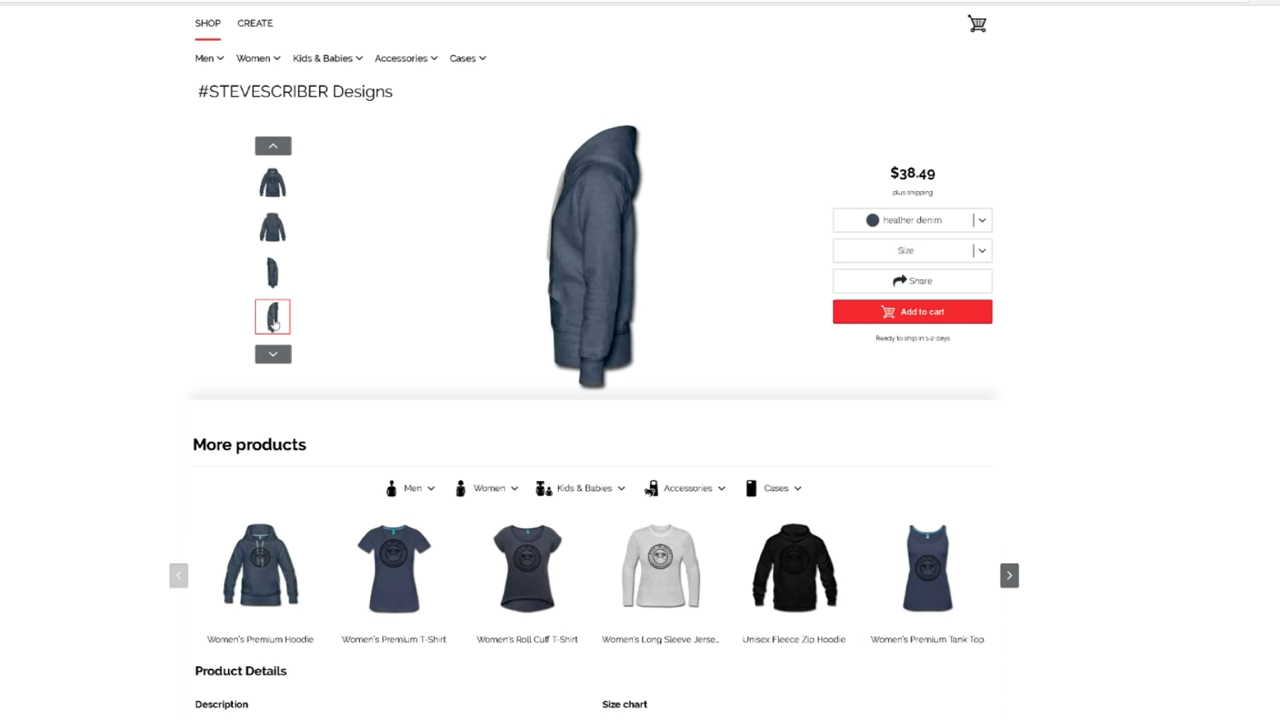 SHOP CREATE
Men Women Kids & Babies Accessories Cases
#STEVESCRIBER Designs
$38.49
plus shipping
heather denim
Size
Share
Add to cart
Ready to ship in 1-2 days
More products
Men Women Kids & Babies Accessories Cases
Women's Premium Hoodie Women's Premium T-Shirt Women's Roll Cuff T-Shirt Women's Long Sleeve Jerse... Unisex Fleece Zip Hoodie Women's Premium Tank Top
Product Details
Description Size chart